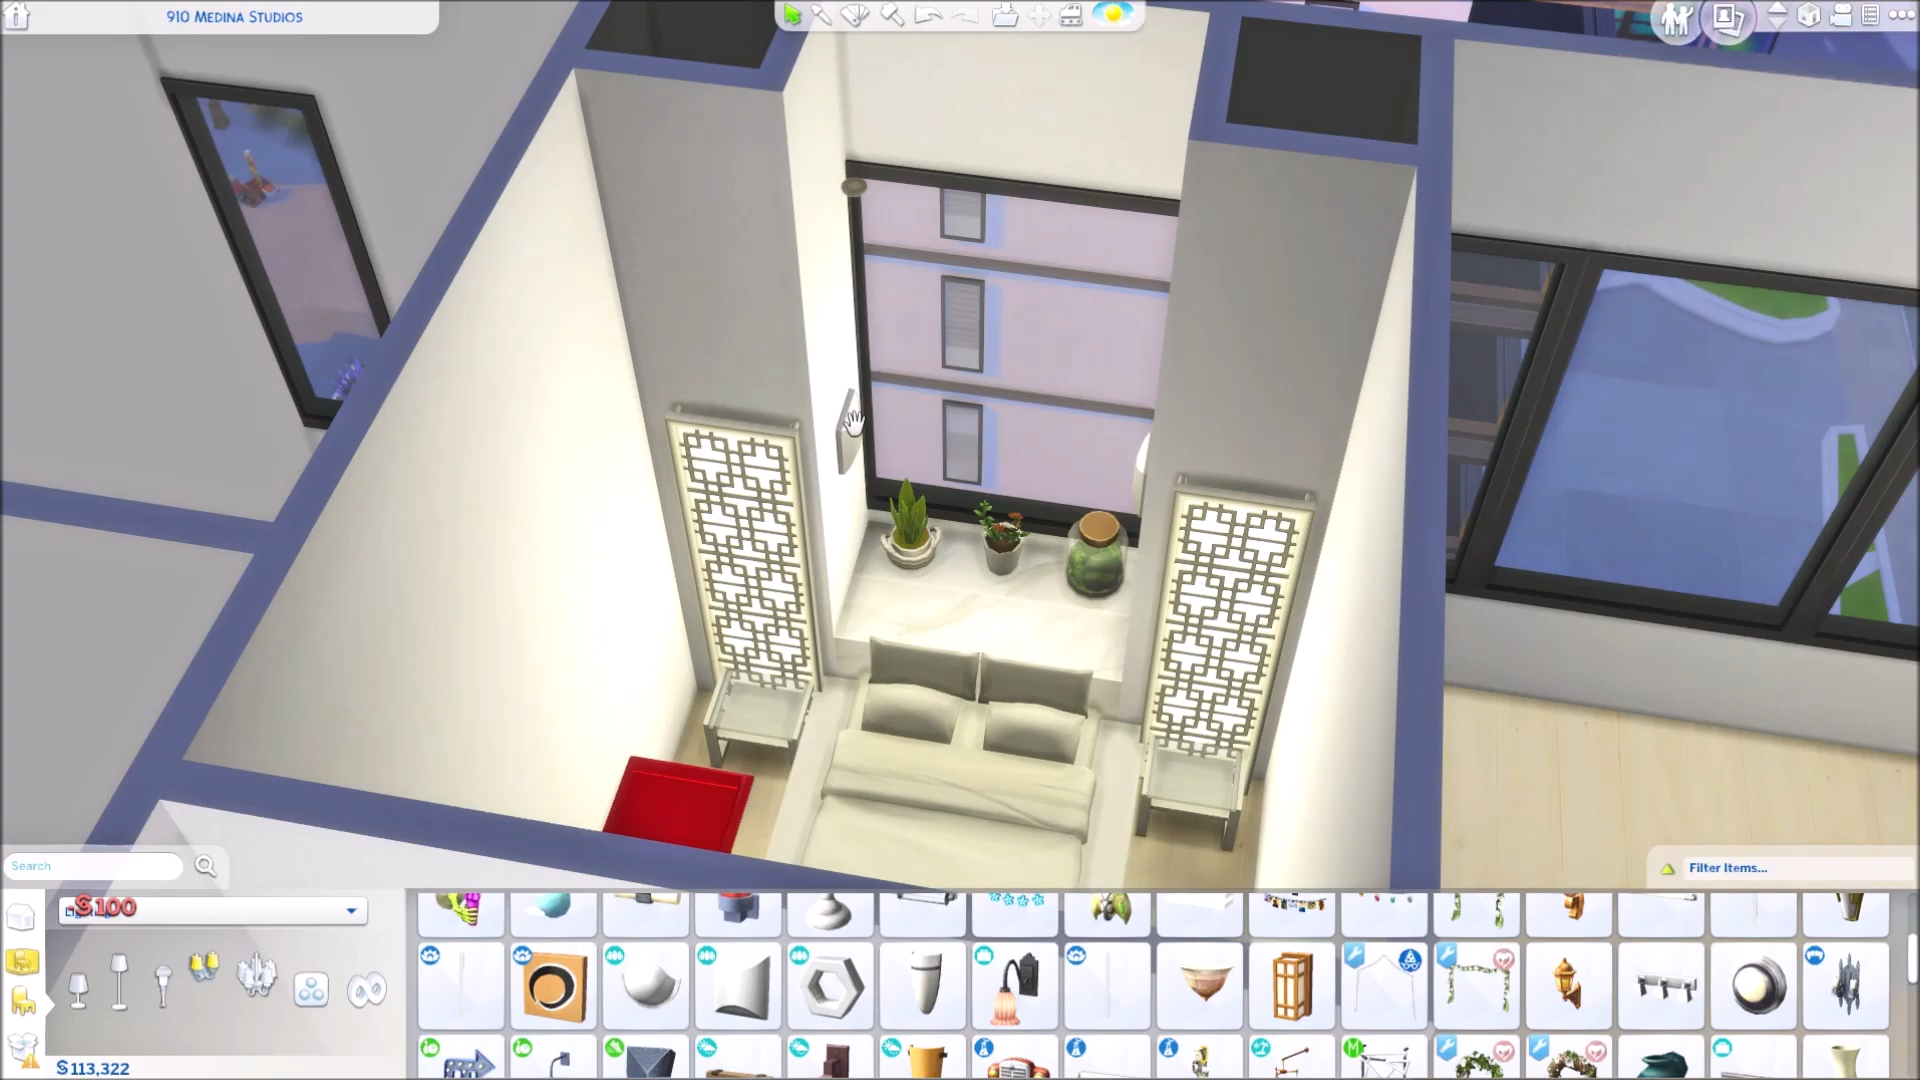 910 Medina Studios
Search
Filter Items...
-§100
§113,322